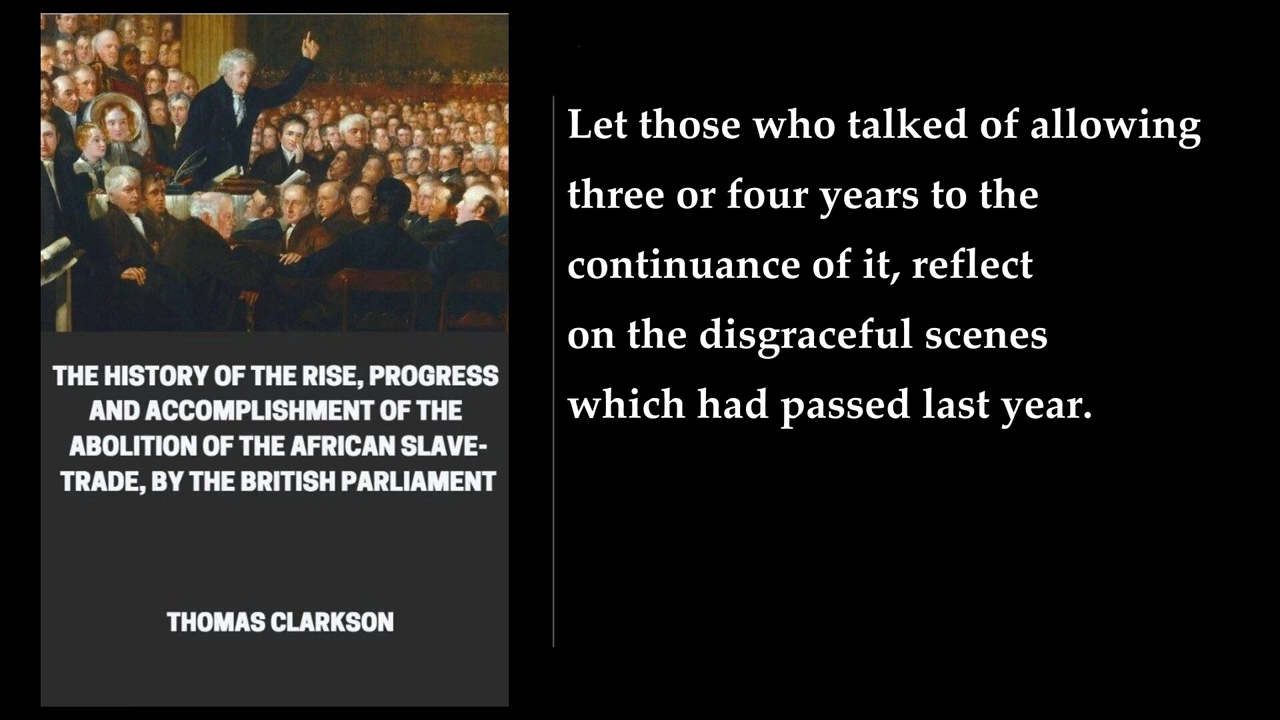 THE HISTORY OF THE RISE, PROGRESS
AND ACCOMPLISHMENT OF THE
ABOLITION OF THE AFRICAN SLAVE-
TRADE, BY THE BRITISH PARLIAMENT
THOMAS CLARKSON
Let those who talked of allowing
three or four years to the
continuance of it, reflect
on the disgraceful scenes
which had passed last year.